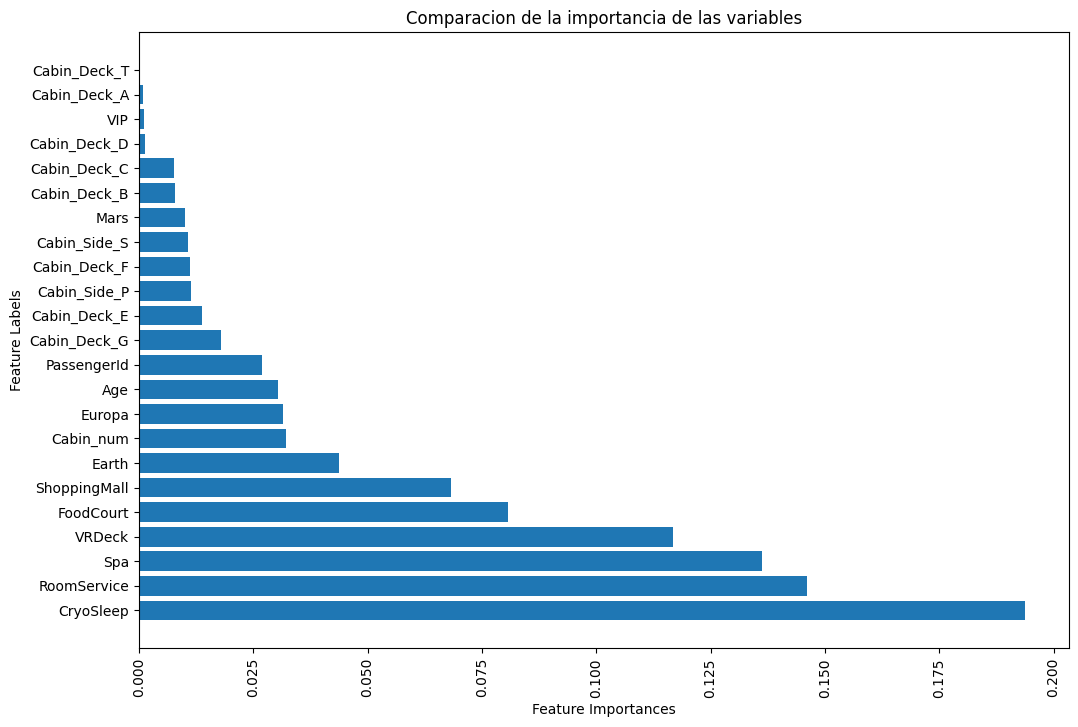 Comparacion de la importancia de las variables
Cabin_Deck_T
Cabin_Deck_A
VIP
Cabin_Deck_D
Cabin_Deck_C
Cabin_Deck_B
Mars
Cabin_Side_S
Cabin_Deck_F
Cabin_Side_P
Cabin_Deck_E
Cabin_Deck_G
PassengerId
Age
Europa
Cabin_num
Earth
ShoppingMall
FoodCourt
VRDeck
Spa
RoomService
CryoSleep
Feature Labels
0.000
0.025
0.050
0.075
0.100
0.125
0.150
0.175
0.200
Feature Importances